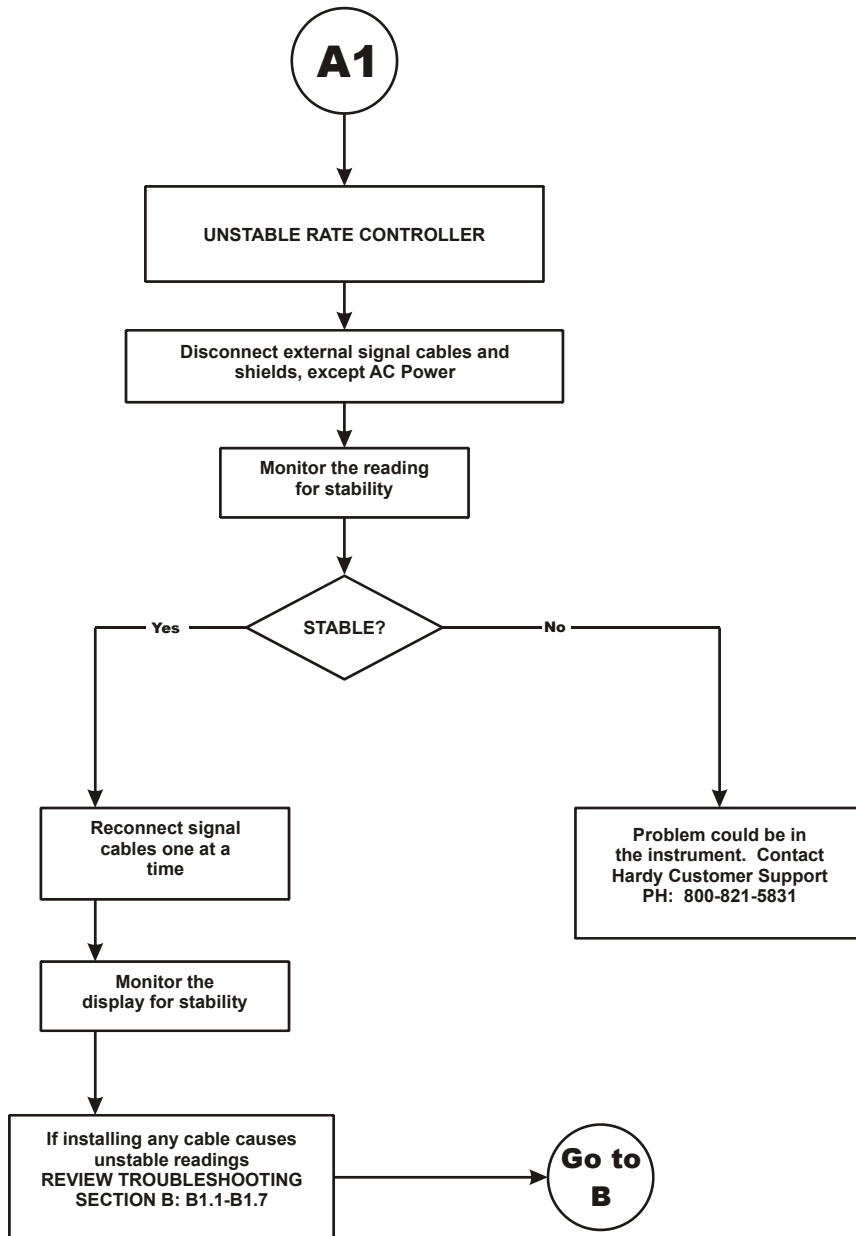 A1
UNSTABLE RATE CONTROLLER
Disconnect external signal cables and
shields, except AC Power
Monitor the reading
for stability
STABLE?
Yes
No
Reconnect signal
cables one at a
time
Problem could be in
the instrument. Contact
Hardy Customer Support
PH: 800-821-5831
Monitor the
display for stability
If installing any cable causes
unstable readings
REVIEW TROUBLESHOOTING
SECTION B: B1.1-B1.7
Go to
B